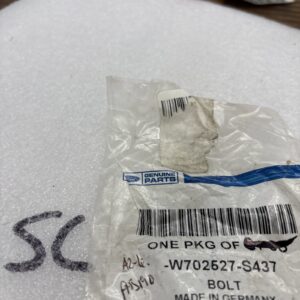 GENUINE
PARTS
SC
ONE PKG OF
-W702527-S437
BOLT
MADE IN GERMANY